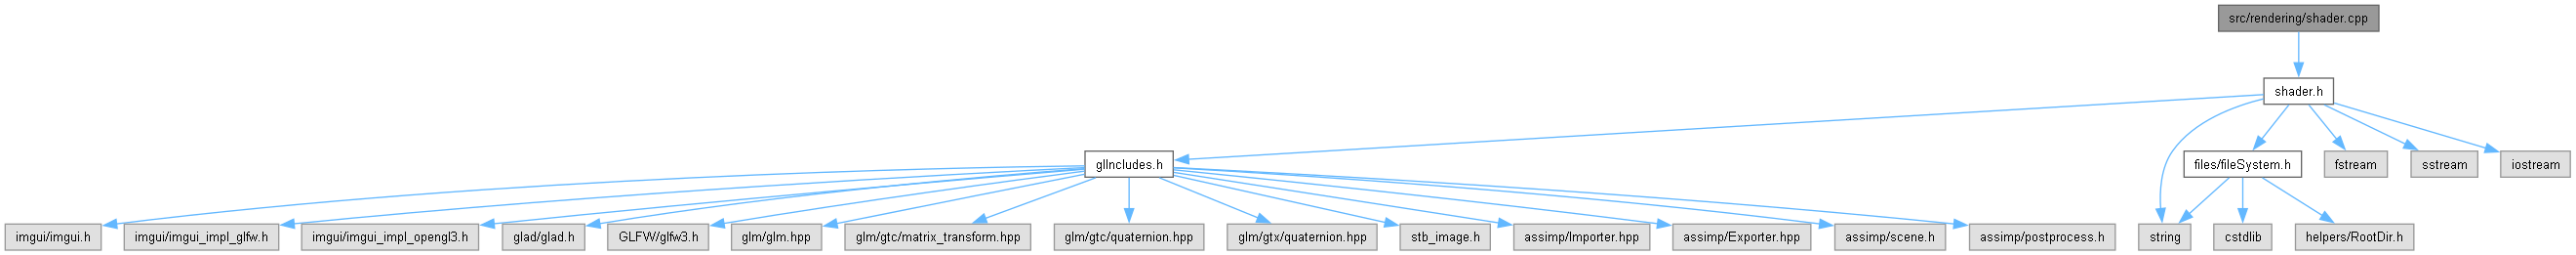 src/rendering/shader.cpp
shader.h
glIncludes.h
files/fileSystem.h
fstream
sstream
iostream
imgui/imgui.h
imgui/imgui_impl_glfw.h
imgui/imgui_impl_opengl3.h
glad/glad.h
GLFW/glfw3.h
glm/glm.hpp
glm/gtc/matrix_transform.hpp
glm/gtc/quaternion.hpp
glm/gtx/quaternion.hpp
stb_image.h
assimp/Importer.hpp
assimp/Exporter.hpp
assimp/scene.h
assimp/postprocess.h
string
cstdlib
helpers/RootDir.h